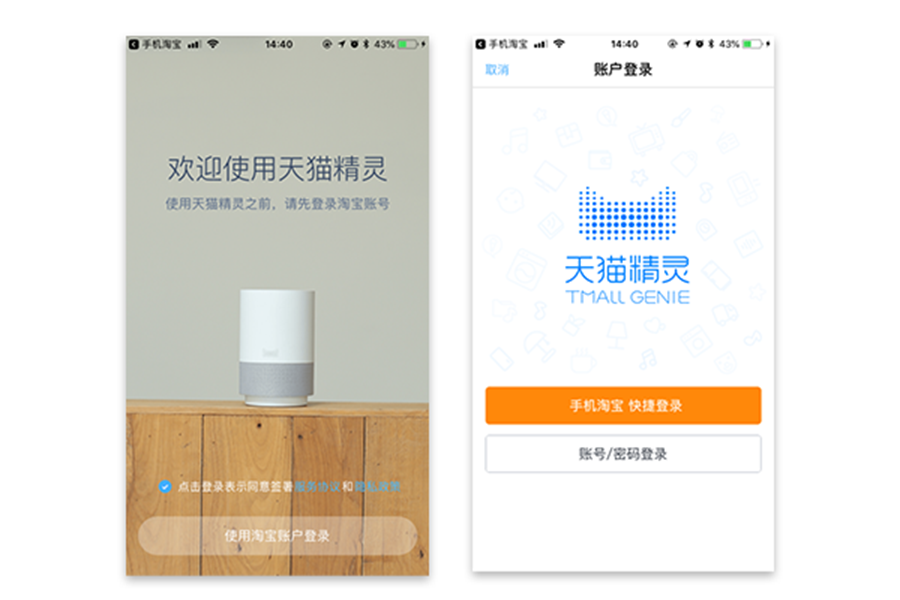 手机淘宝
14:40
43%
欢迎使用天猫精灵
使用天猫精灵之前，请先登录淘宝账号
点击登录表示同意签署服务协议和隐私政策
使用淘宝账户登录
手机淘宝
14:40
43%
取消
账户登录
天猫精灵
TMALL GENIE
手机淘宝 快捷登录
账号/密码登录